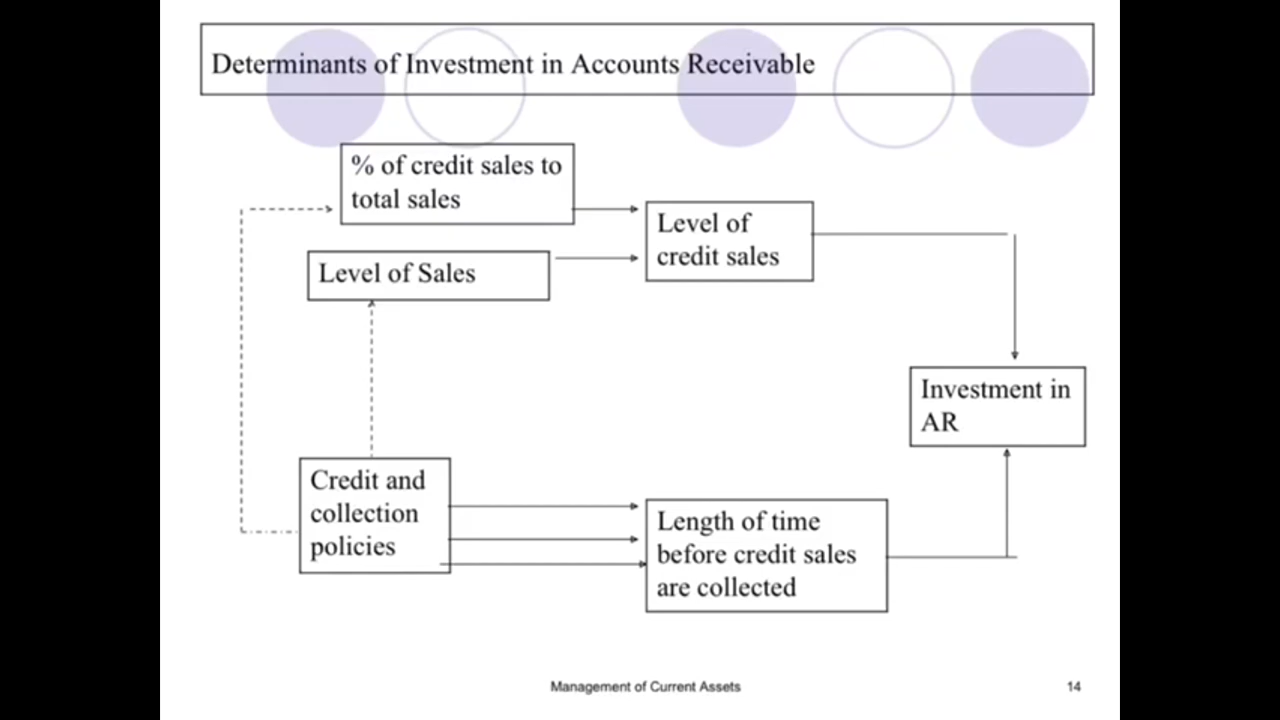 Determinants of Investment in Accounts Receivable
% of credit sales to
total sales
Level of
credit sales
Level of Sales
Investment in
AR
Credit and
collection
policies
Length of time
before credit sales
are collected
Management of Current Assets
14